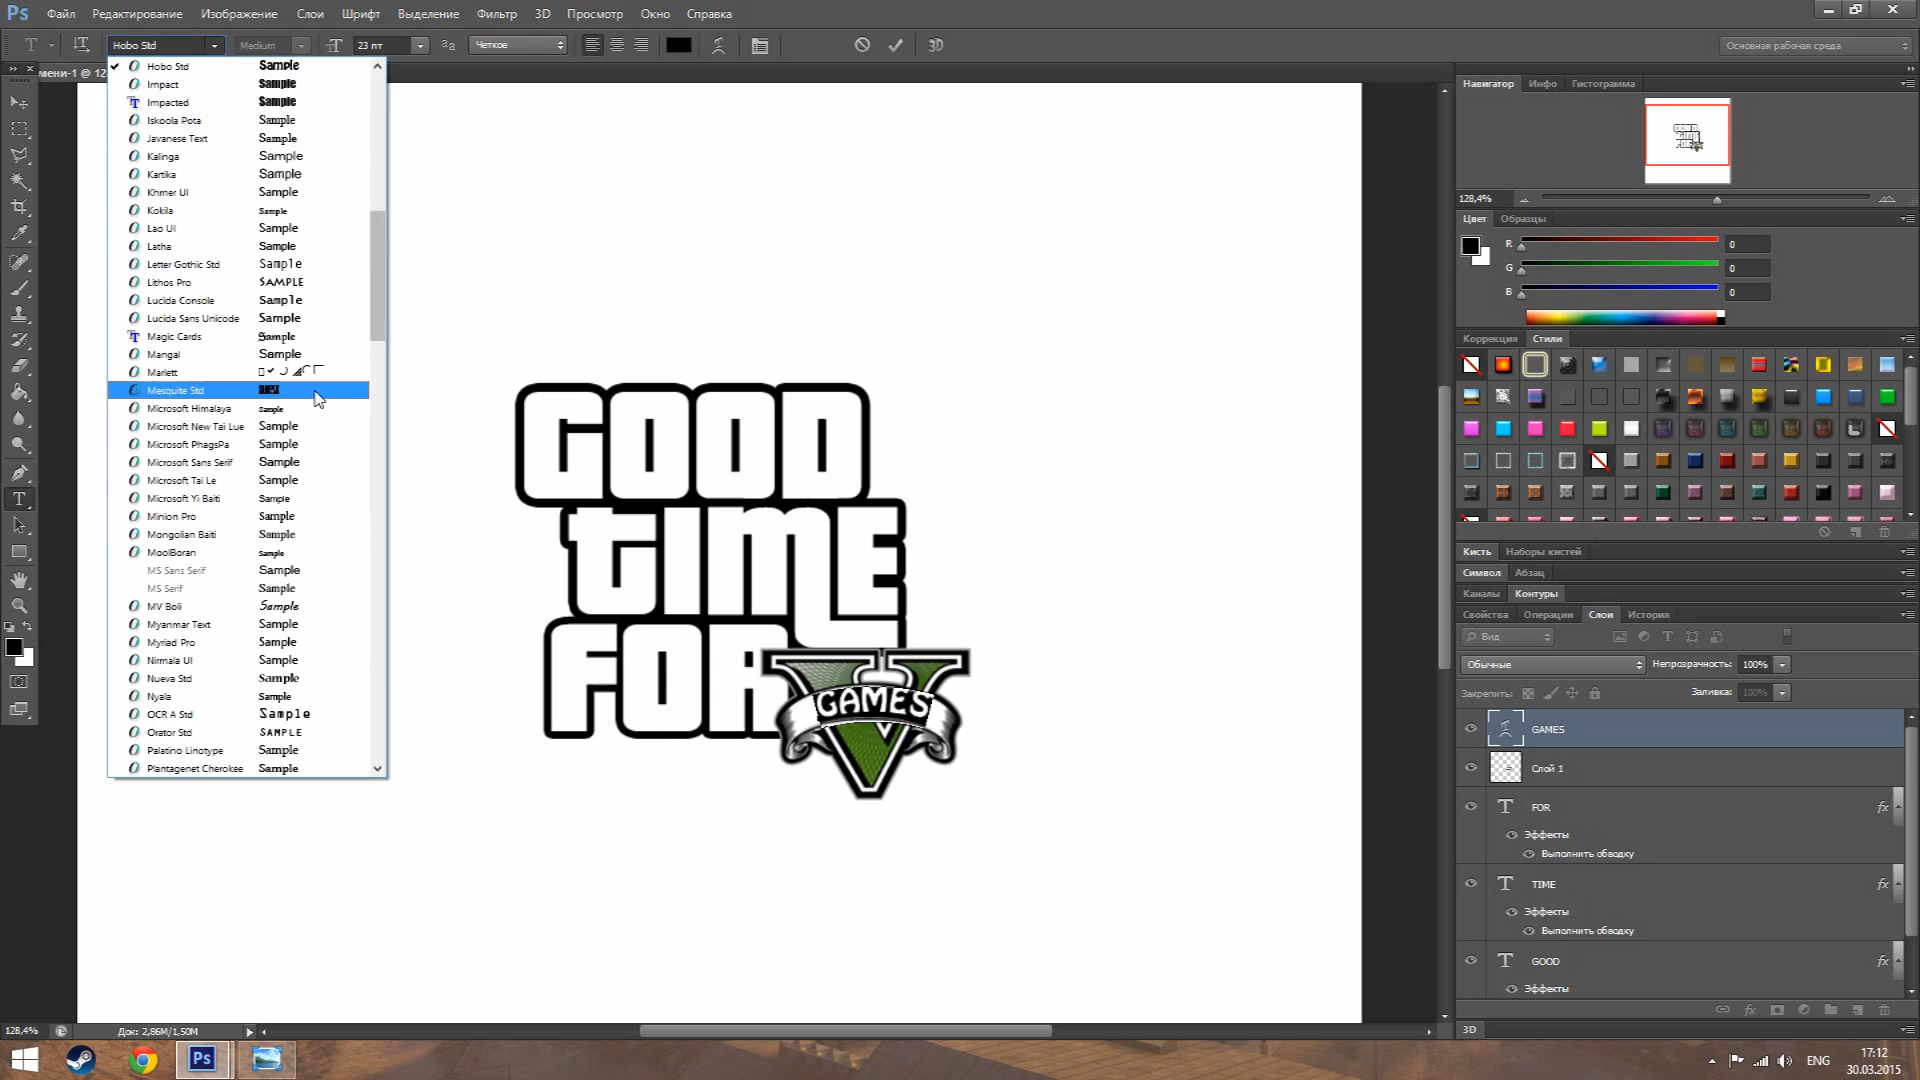 Ps Файл Редактирование Изображение Слои Шрифт Выделение Фильтр 3D Просмотр Окно Справка
T Hobo Std Medium 23 пт aa Четкое 3D Основная рабочая среда
мени-1 @ 12
Hobo Std Sample
Impact Sample
Impacted Sample
Iskoola Pota Sample
Javanese Text Sample
Kalinga Sample
Kartika Sample
Khmer UI Sample
Kokila Sample
Lao UI Sample
Latha Sample
Letter Gothic Std Sample
Lithos Pro SAMPLE
Lucida Console Sample
Lucida Sans Unicode Sample
Magic Cards Sample
Mangal Sample
Marlett
Mesquite Std
Microsoft Himalaya Sample
Microsoft New Tai Lue Sample
Microsoft PhagsPa Sample
Microsoft Sans Serif Sample
Microsoft Tai Le Sample
Microsoft Yi Baiti Sample
Minion Pro Sample
Mongolian Baiti Sample
MoolBoran Sample
MS Sans Serif Sample
MS Serif Sample
MV Boli Sample
Myanmar Text Sample
Myriad Pro Sample
Nirmala UI Sample
Nueva Std Sample
Nyala Sample
OCR A Std Sample
Orator Std SAMPLE
Palatino Linotype Sample
Plantagenet Cherokee Sample
GOOD
TIME
FOR
V
GAMES
Навигатор Инфо Гистограмма
128,4%
Цвет Образцы
R 0
G 0
B 0
Коррекция Стили
Кисть Наборы кистей
Символ Абзац
Каналы Контуры
Свойства Операции Слои История
Вид
Обычные Непрозрачность: 100%
Закрепить: Заливка: 100%
GAMES
Слой 1
T FOR fx
Эффекты
Выполнить обводку
T TIME fx
Эффекты
Выполнить обводку
T GOOD fx
Эффекты
fx
3D
128,4% Док: 2,86M/1,50M
Ps ENG 17:12
30.03.2015